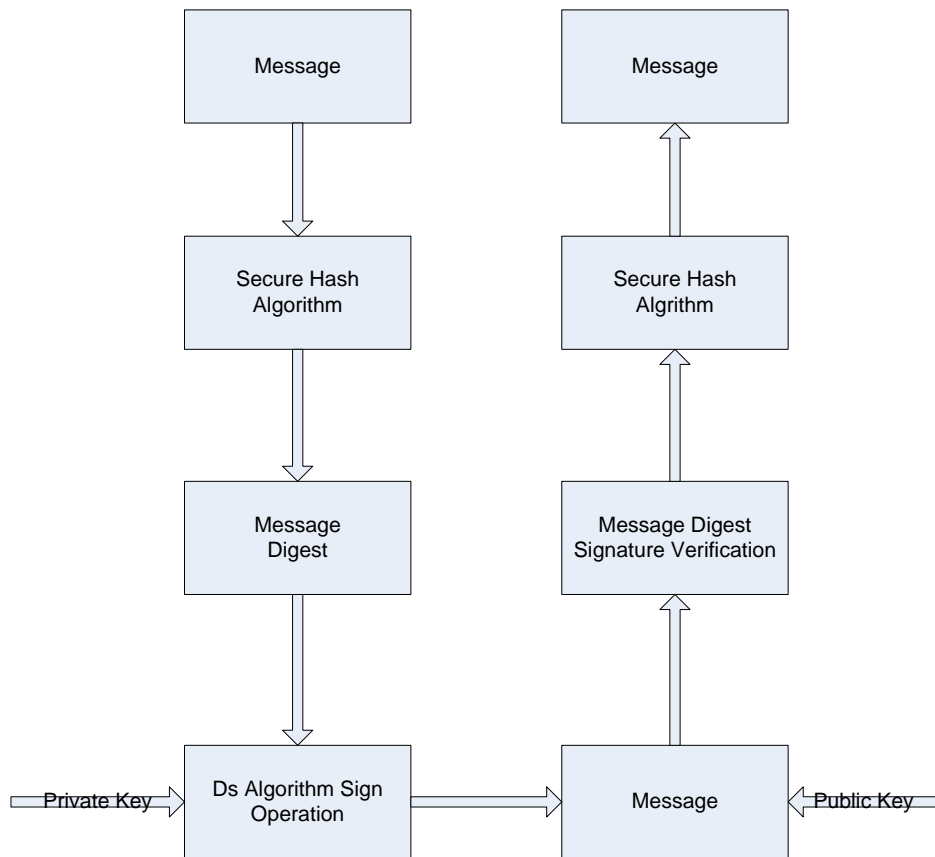 Message
Message
Secure Hash
Algorithm
Secure Hash
Algrithm
Message
Digest
Message Digest
Signature Verification
Private Key
Ds Algorithm Sign
Operation
Message
Public Key